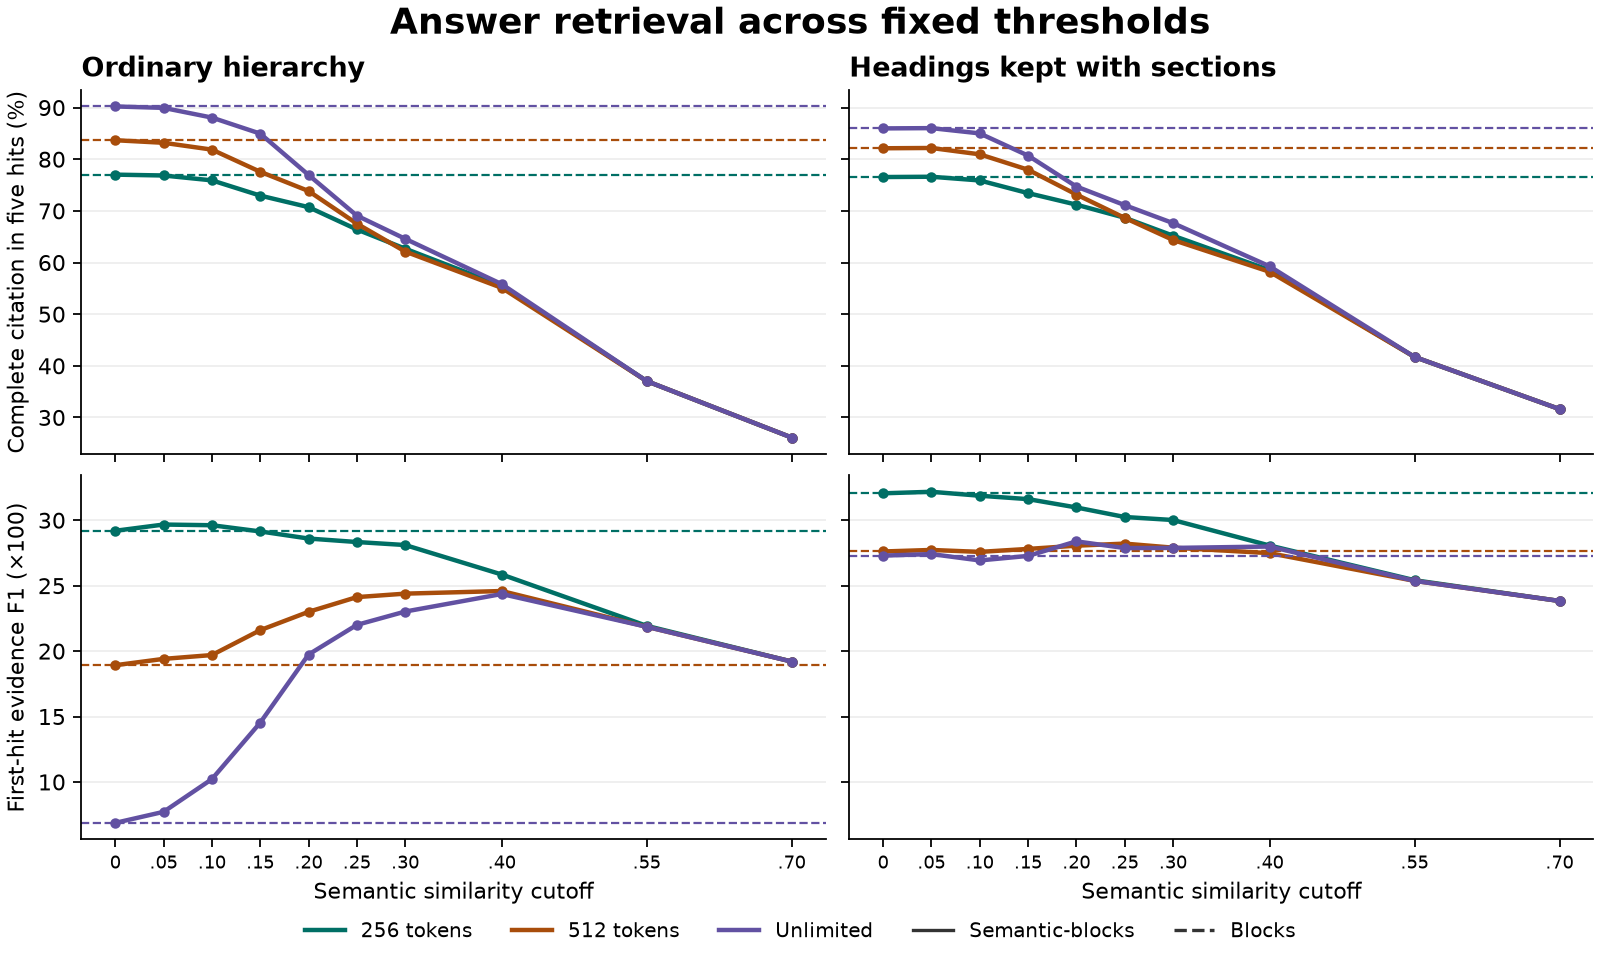 Answer retrieval across fixed thresholds
Ordinary hierarchy
Headings kept with sections
Complete citation in five hits (%)
90
80
70
60
50
40
30
First-hit evidence F1 (×100)
30
25
20
15
10
0 .05 .10 .15 .20 .25 .30 .40 .55 .70
0 .05 .10 .15 .20 .25 .30 .40 .55 .70
Semantic similarity cutoff
Semantic similarity cutoff
256 tokens 512 tokens Unlimited Semantic-blocks Blocks